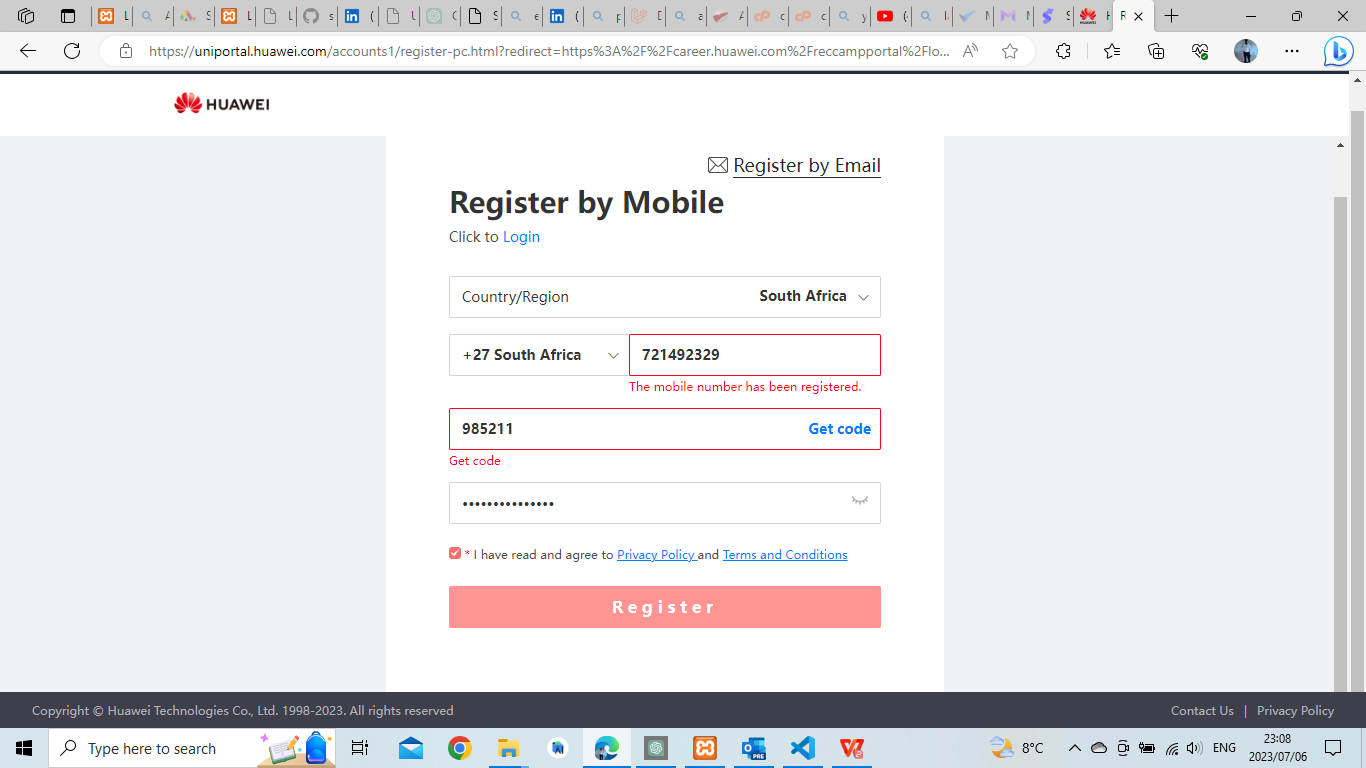 https://uniportal.huawei.com/accounts1/register-pc.html?redirect=https%3A%2F%2Fcareer.huawei.com%2Freccampportal%2Flo...
HUAWEI
Register by Email
Register by Mobile
Click to Login
Country/Region South Africa
+27 South Africa 721492329
The mobile number has been registered.
985211 Get code
Get code
* I have read and agree to Privacy Policy and Terms and Conditions
Register
Copyright © Huawei Technologies Co., Ltd. 1998-2023. All rights reserved Contact Us | Privacy Policy
Type here to search 8°C ENG 23:08
2023/07/06